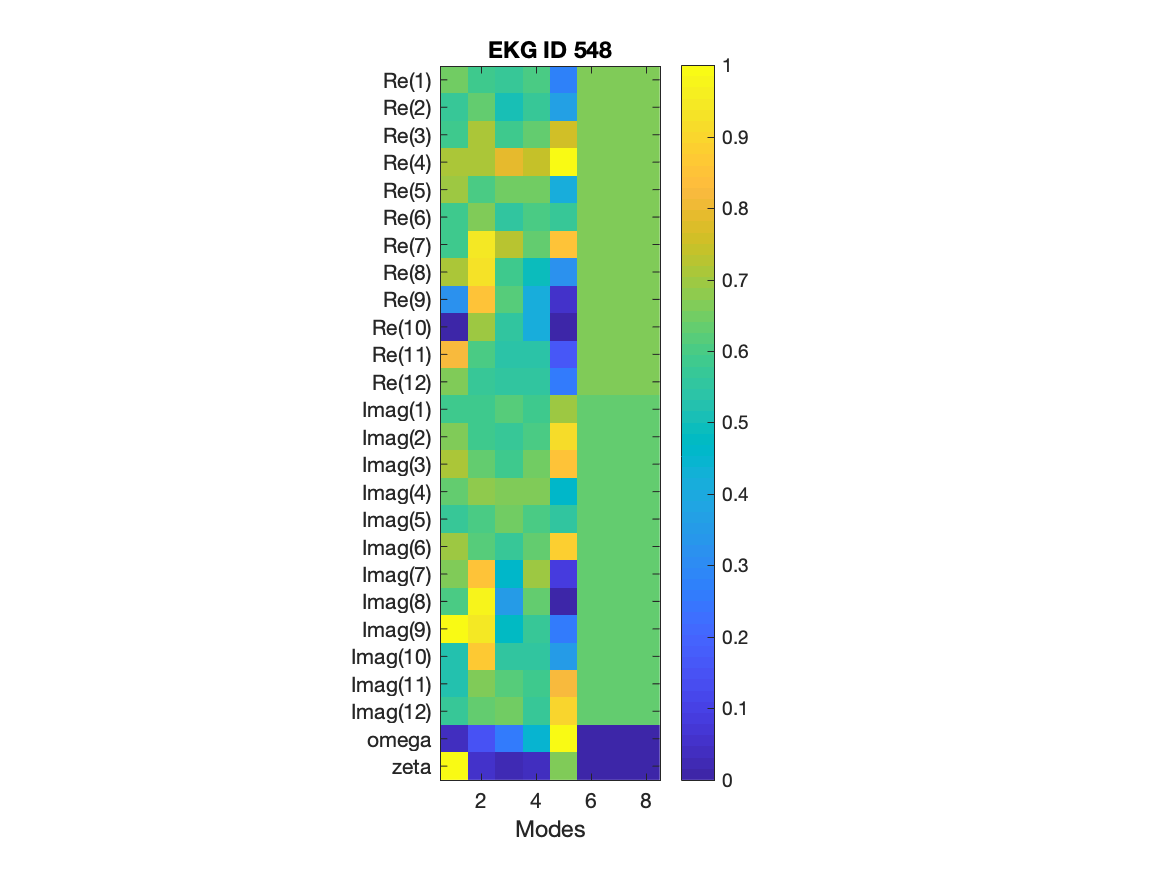 EKG ID 548
Re(1)
Re(2)
Re(3)
Re(4)
Re(5)
Re(6)
Re(7)
Re(8)
Re(9)
Re(10)
Re(11)
Re(12)
Imag(1)
Imag(2)
Imag(3)
Imag(4)
Imag(5)
Imag(6)
Imag(7)
Imag(8)
Imag(9)
Imag(10)
Imag(11)
Imag(12)
omega
zeta
2 4 6 8
Modes
1
0.9
0.8
0.7
0.6
0.5
0.4
0.3
0.2
0.1
0